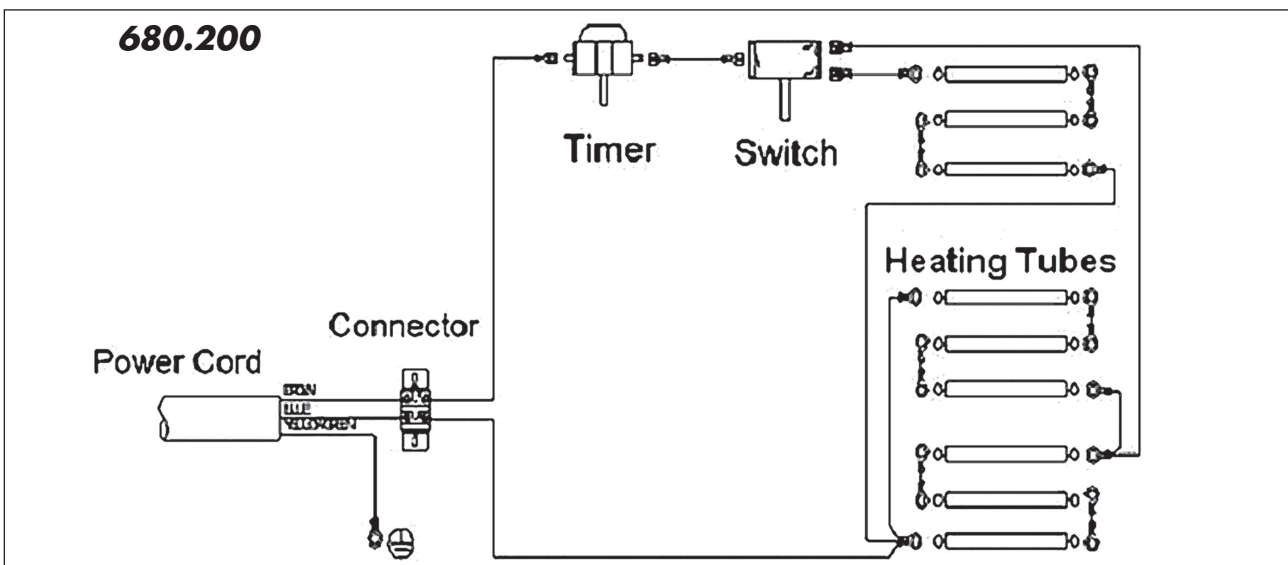 680.200
Timer
Switch
Heating Tubes
Connector
Power Cord